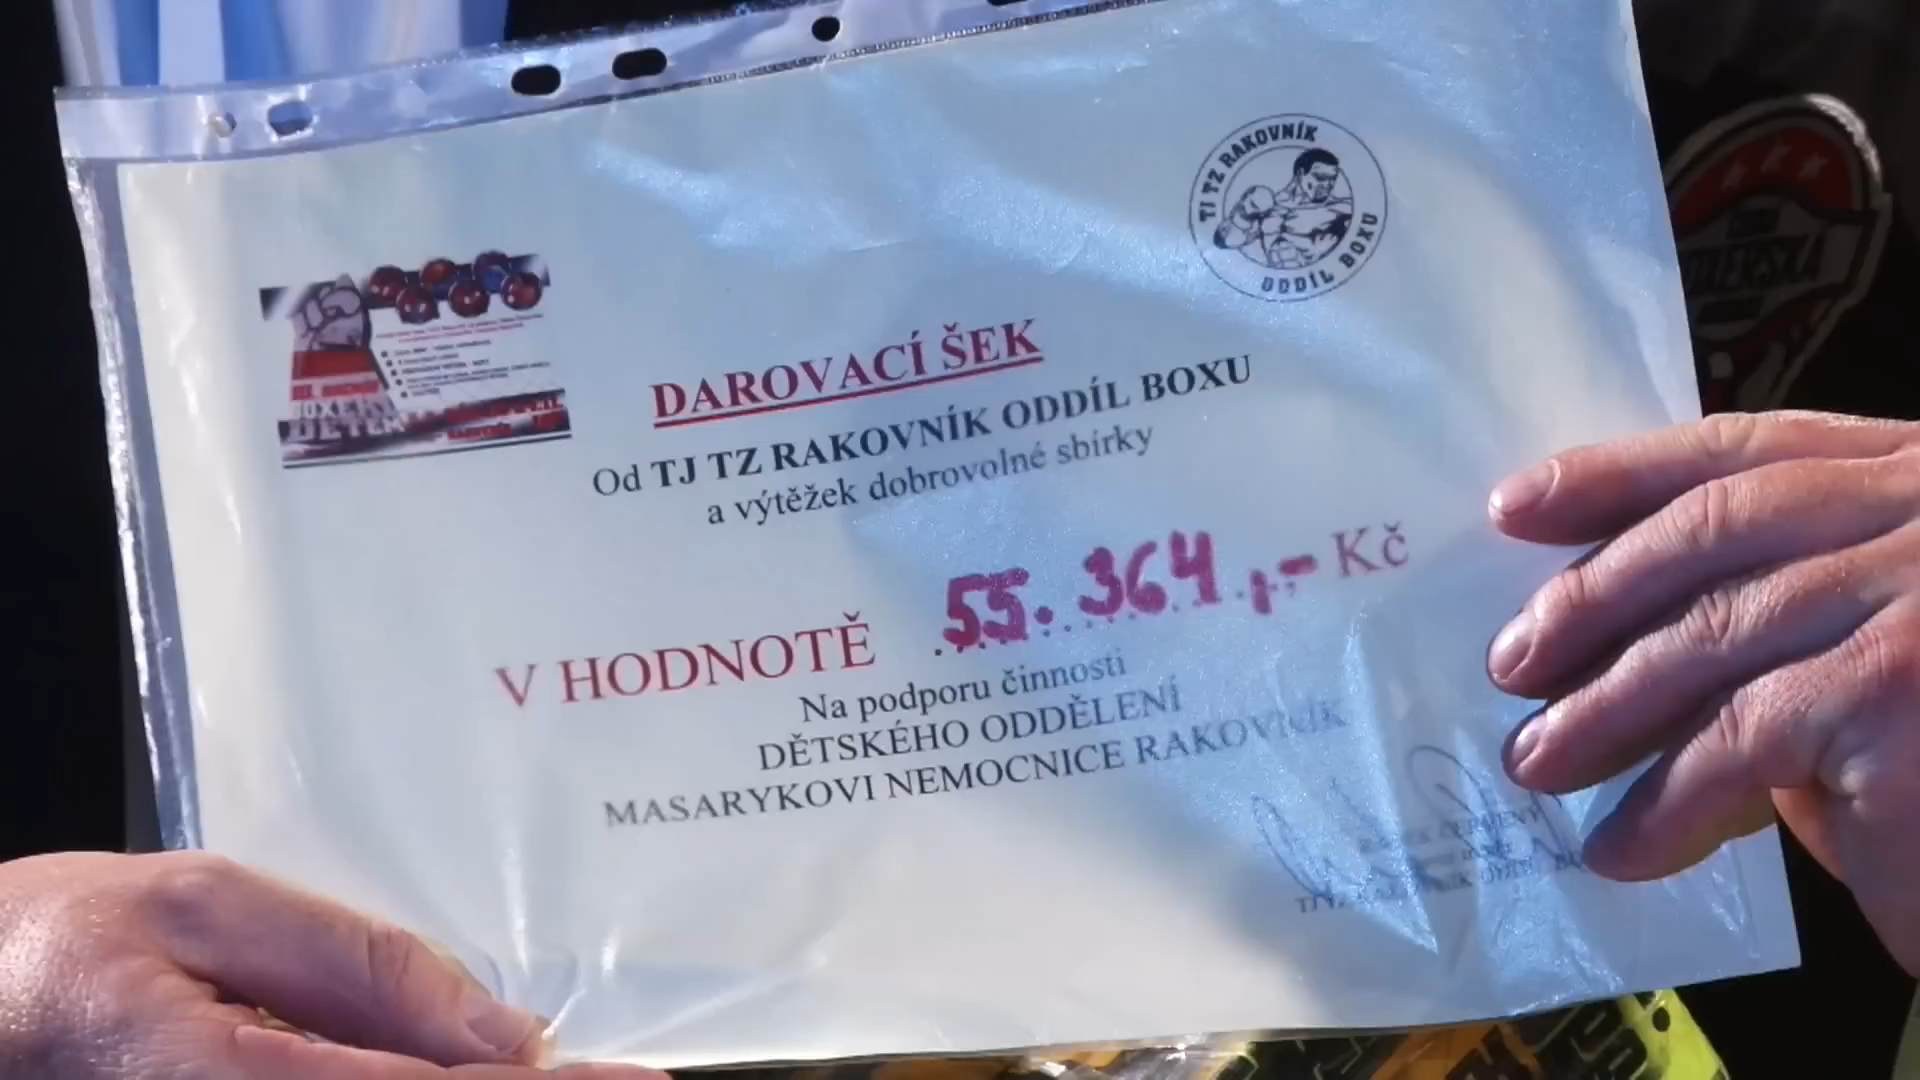 TJ TZ RAKOVNÍK
ODDÍL BOXU
DAROVACÍ ŠEK
Od TJ TZ RAKOVNÍK ODDÍL BOXU
a výtěžek dobrovolné sbírky
V HODNOTĚ 55.364,- Kč
Na podporu činnosti
DĚTSKÉHO ODDĚLENÍ
MASARYKOVI NEMOCNICE RAKOVNÍK